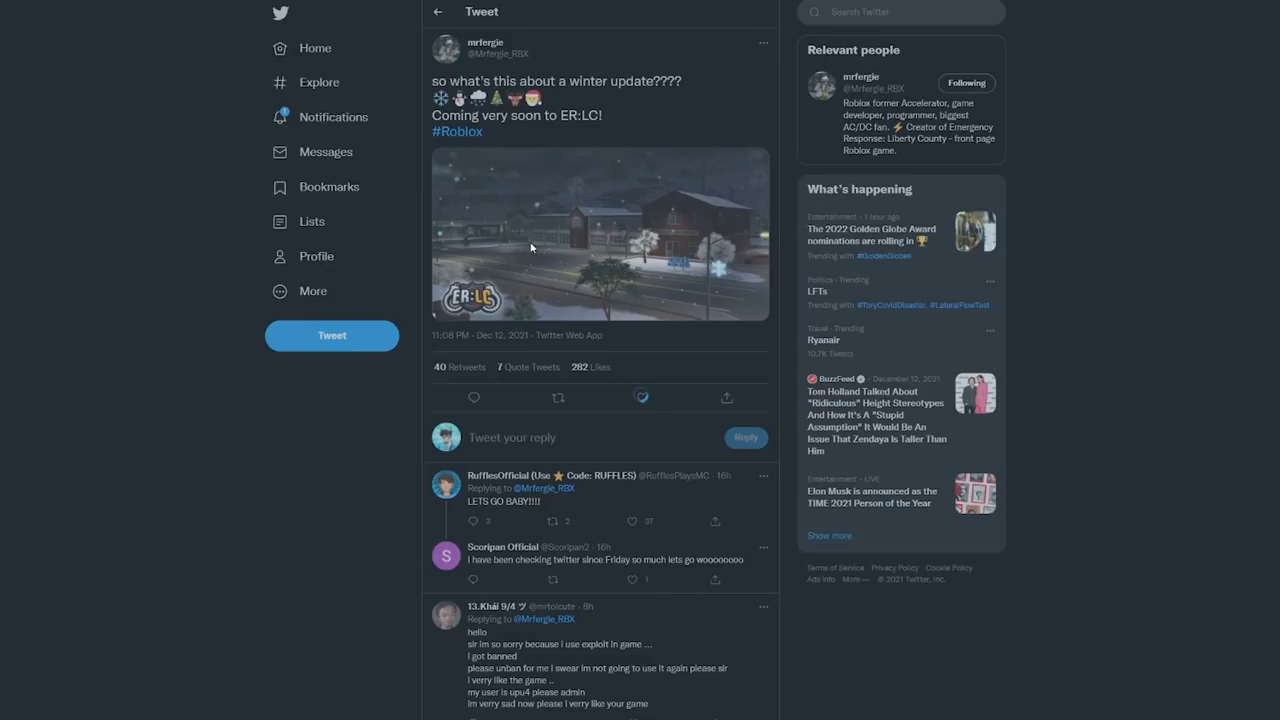 Tweet
Search Twitter
Home
Explore
Notifications
Messages
Bookmarks
Lists
Profile
More
Tweet
mrfergie
@Mrfergie_RBX
so what's this about a winter update????
❄️⛄🌨️🎄🦌🎅
Coming very soon to ER:LC!
#Roblox
ER:LC
11:08 PM · Dec 12, 2021 · Twitter Web App
40 Retweets 7 Quote Tweets 282 Likes
Tweet your reply
Reply
RufflesOfficial (Use ⭐ Code: RUFFLES) @RufflesPlaysMC · 16h
Replying to @Mrfergie_RBX
LETS GO BABY!!!!
3 2 37
S
Scoripan Official @Scoripan2 · 16h
I have been checking twitter since Friday so much lets go woooooooo
1
13.Khải 9/4 ツ @mrtoicute · 8h
Replying to @Mrfergie_RBX
hello
sir im so sorry because i use exploit in game ...
I got banned
please unban for me i swear im not going to use it again please sir
I verry like the game ..
my user is upu4 please admin
Im verry sad now please i verry like your game
Relevant people
mrfergie
@Mrfergie_RBX
Following
Roblox former Accelerator, game
developer, programmer, biggest
AC/DC fan. ⚡ Creator of Emergency
Response: Liberty County - front page
Roblox game.
What's happening
Entertainment · 1 hour ago
The 2022 Golden Globe Award
nominations are rolling in 🏆
Trending with #GoldenGlobes
Politics · Trending
LFTs
Trending with #ToryCovidDisaster, #LateralFlowTest
Travel · Trending
Ryanair
10.7K Tweets
BuzzFeed · December 12, 2021
Tom Holland Talked About
"Ridiculous" Height Stereotypes
And How It's A "Stupid
Assumption" It Would Be An
Issue That Zendaya Is Taller Than
Him
Entertainment · LIVE
Elon Musk is announced as the
TIME 2021 Person of the Year
Show more
Terms of Service Privacy Policy Cookie Policy
Ads info More··· © 2021 Twitter, Inc.